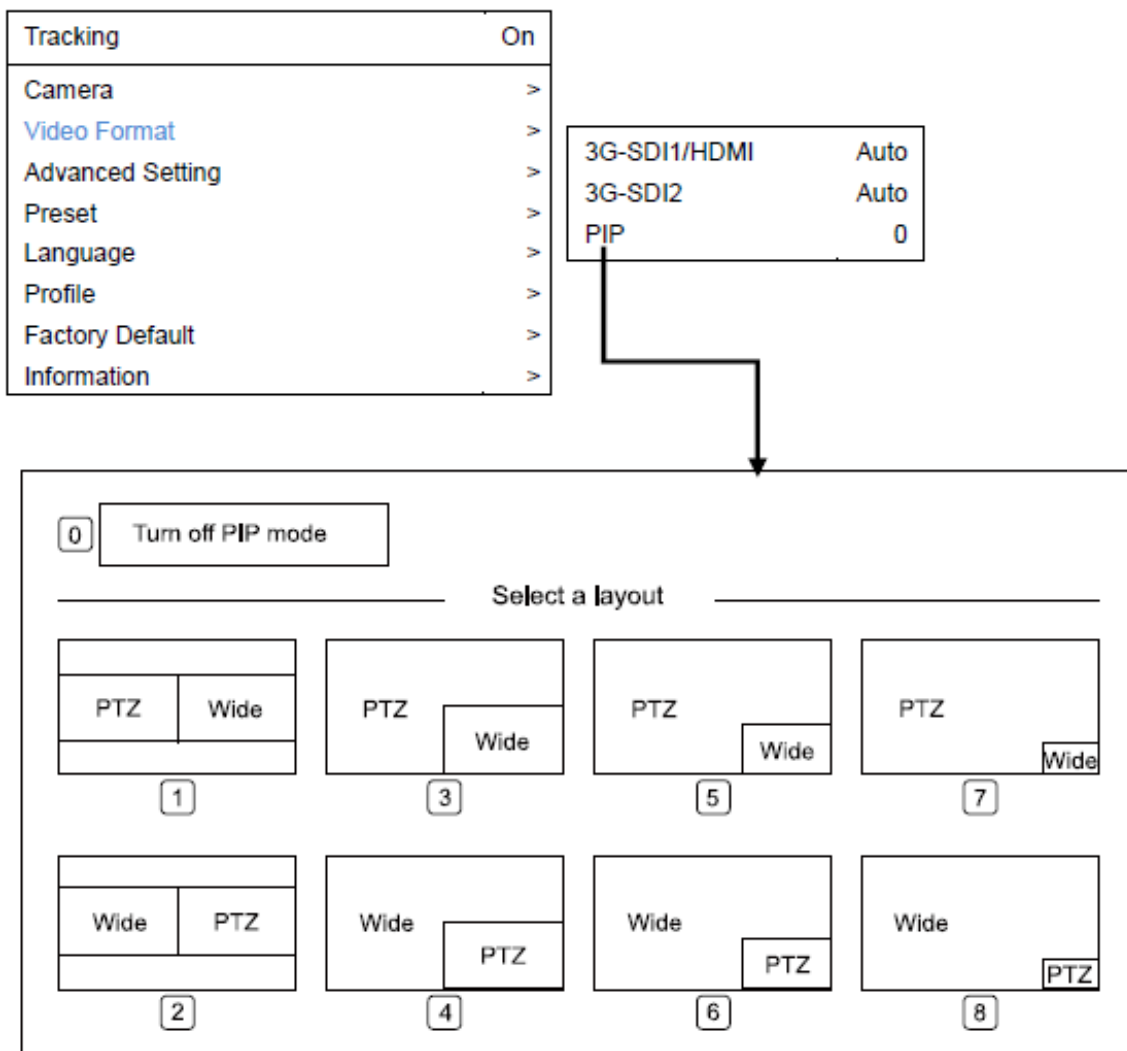 Tracking On
Camera >
Video Format >
Advanced Setting >
Preset >
Language >
Profile >
Factory Default >
Information >
3G-SDI1/HDMI Auto
3G-SDI2 Auto
PIP 0
0 Turn off PIP mode
Select a layout
PTZ Wide
1
PTZ Wide
3
PTZ Wide
5
PTZ Wide
7
Wide PTZ
2
Wide PTZ
4
Wide PTZ
6
Wide PTZ
8